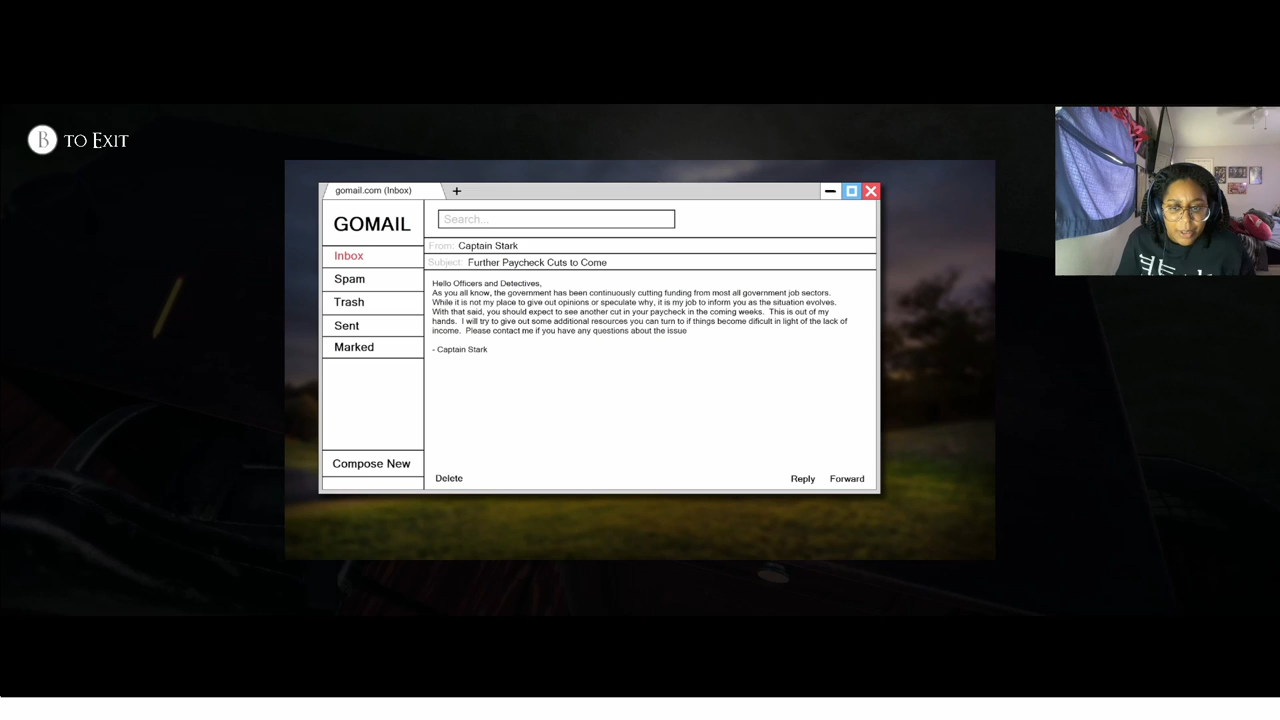 B TO EXIT
gomail.com (Inbox) +
GOMAIL
Search...
Inbox
Spam
Trash
Sent
Marked
Compose New
From: Captain Stark
Subject: Further Paycheck Cuts to Come
Hello Officers and Detectives,
As you all know, the government has been continuously cutting funding from most all government job sectors.
While it is not my place to give out opinions or speculate why, it is my job to inform you as the situation evolves.
With that said, you should expect to see another cut in your paycheck in the coming weeks. This is out of my
hands. I will try to give out some additional resources you can turn to if things become dificult in light of the lack of
income. Please contact me if you have any questions about the issue
- Captain Stark
Delete
Reply Forward